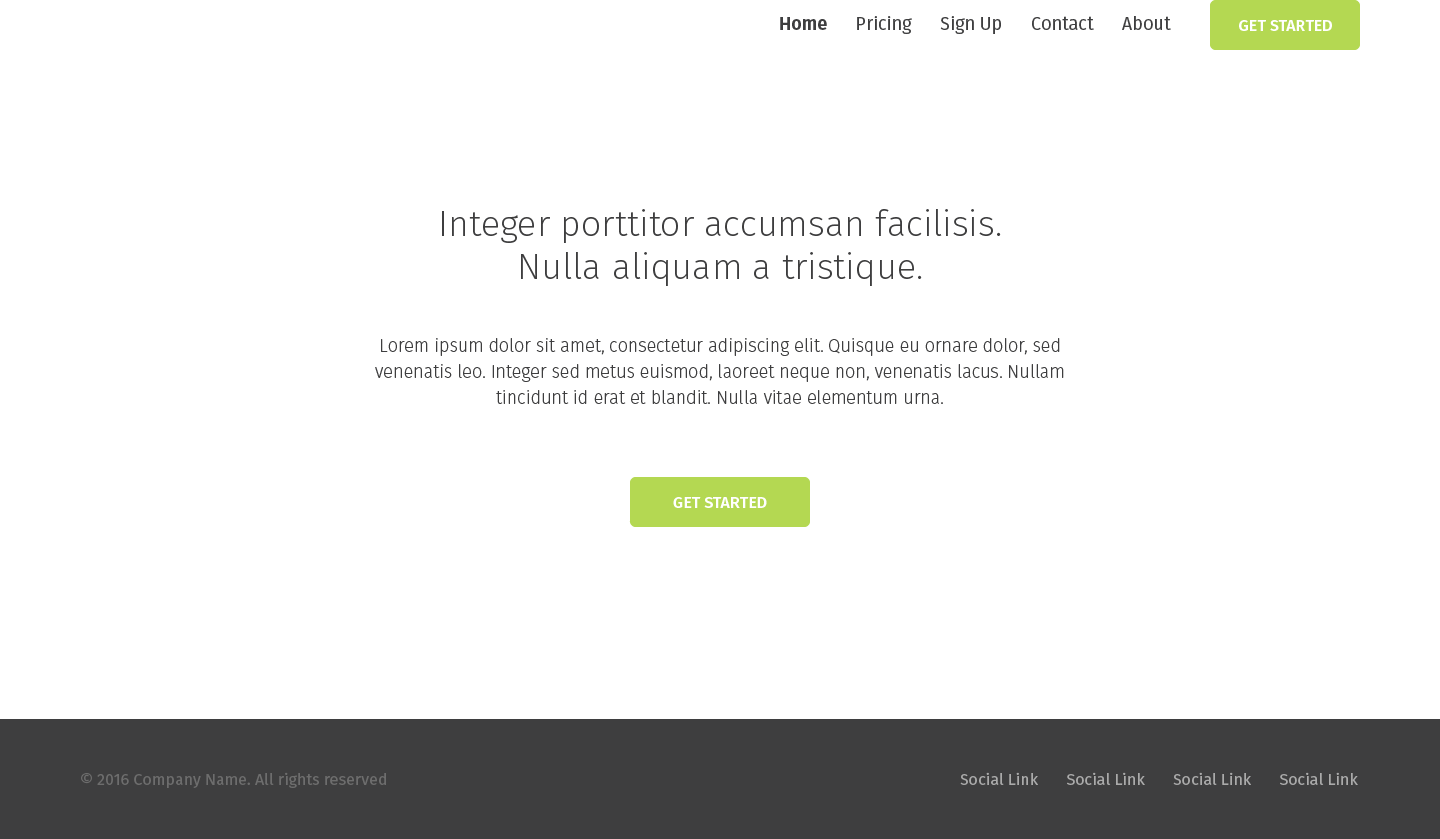 Home Pricing Sign Up Contact About GET STARTED
Integer porttitor accumsan facilisis.
Nulla aliquam a tristique.
Lorem ipsum dolor sit amet, consectetur adipiscing elit. Quisque eu ornare dolor, sed
venenatis leo. Integer sed metus euismod, laoreet neque non, venenatis lacus. Nullam
tincidunt id erat et blandit. Nulla vitae elementum urna.
GET STARTED
© 2016 Company Name. All rights reserved Social Link Social Link Social Link Social Link